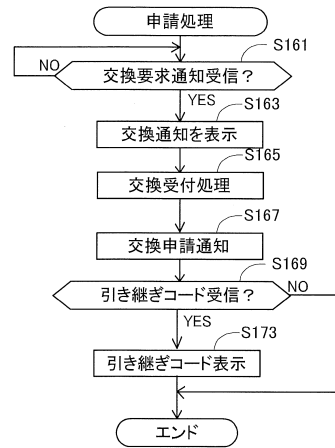 申請処理
S161
交換要求通知受信?
NO
YES
S163
交換通知を表示
S165
交換受付処理
S167
交換申請通知
S169
引き継ぎコード受信?
NO
YES
S173
引き継ぎコード表示
エンド